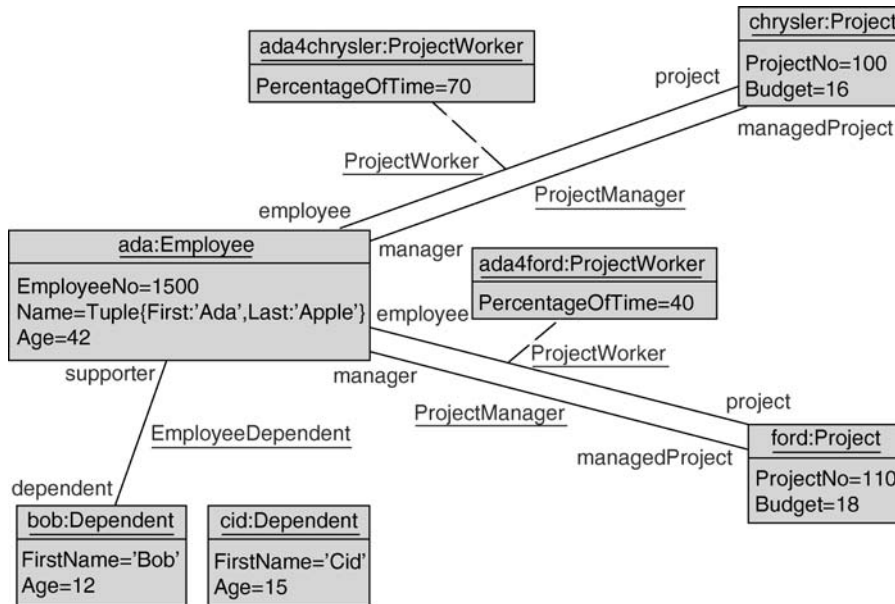 chrysler:Project
ProjectNo=100
Budget=16
ada4chrysler:ProjectWorker
PercentageOfTime=70
project
managedProject
ProjectWorker
ProjectManager
employee
manager
ada:Employee
EmployeeNo=1500
Name=Tuple{First:'Ada',Last:'Apple'}
Age=42
ada4ford:ProjectWorker
PercentageOfTime=40
employee
ProjectWorker
manager
supporter
ProjectManager
project
managedProject
ford:Project
ProjectNo=110
Budget=18
EmployeeDependent
dependent
bob:Dependent
FirstName='Bob'
Age=12
cid:Dependent
FirstName='Cid'
Age=15